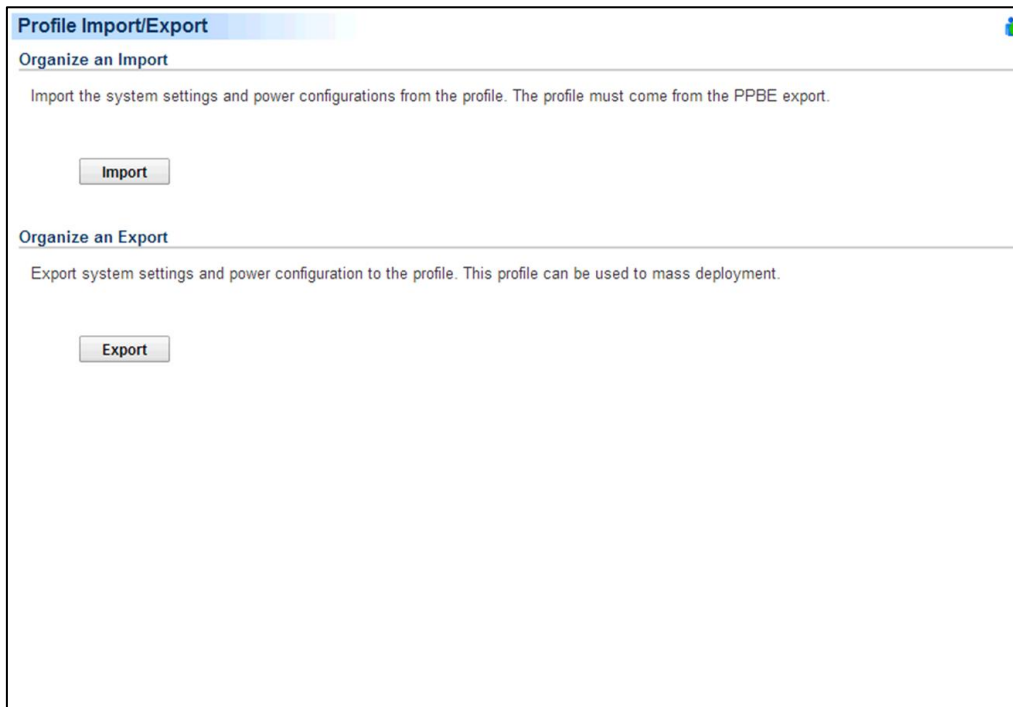 Profile Import/Export
Organize an Import
Import the system settings and power configurations from the profile. The profile must come from the PPBE export.
Import
Organize an Export
Export system settings and power configuration to the profile. This profile can be used to mass deployment.
Export